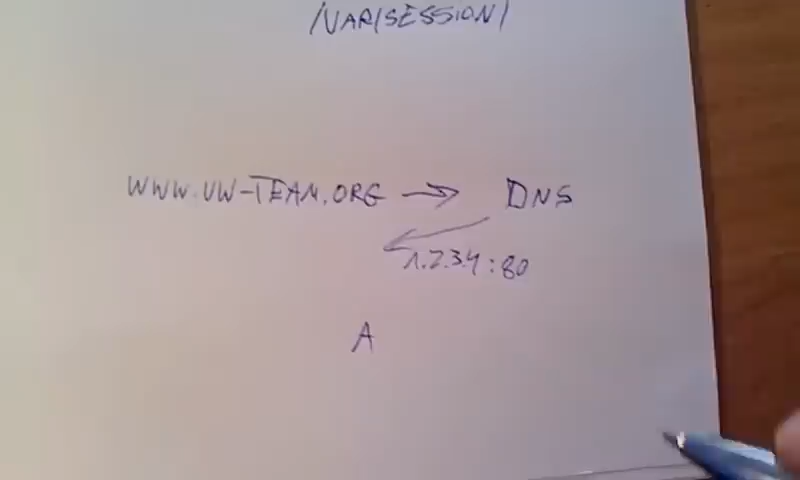 /VAR/SESSION/
WWW.UW-TEAM.ORG → DNS
1.2.3.4:80
A